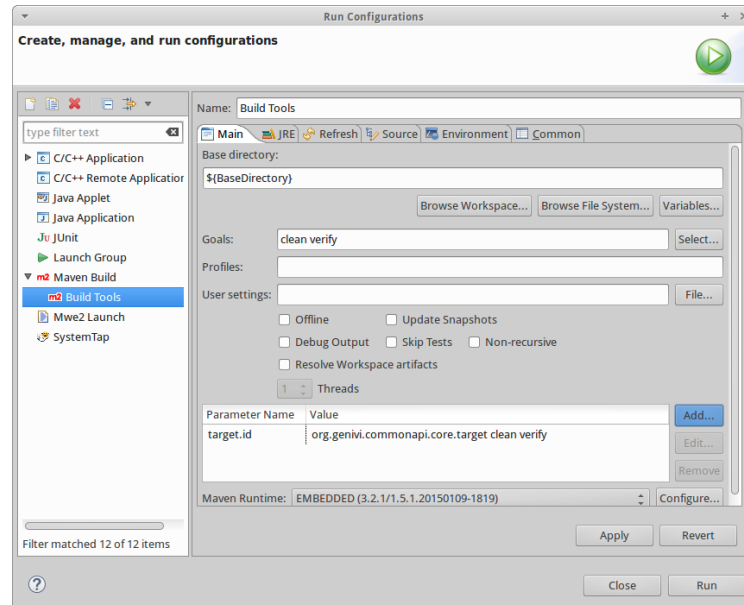 Run Configurations
Create, manage, and run configurations
type filter text
C/C++ Application
C/C++ Remote Application
Java Applet
Java Application
Ju JUnit
Launch Group
m2 Maven Build
m2 Build Tools
Mwe2 Launch
SystemTap
Filter matched 12 of 12 items
Name: Build Tools
Main JRE Refresh Source Environment Common
Base directory:
${BaseDirectory}
Browse Workspace... Browse File System... Variables...
Goals: clean verify Select...
Profiles:
User settings: File...
Offline Update Snapshots
Debug Output Skip Tests Non-recursive
Resolve Workspace artifacts
1 Threads
Parameter Name Value Add...
target.id org.genivi.commonapi.core.target clean verify
Edit...
Remove
Maven Runtime: EMBEDDED (3.2.1/1.5.1.20150109-1819) Configure...
Apply Revert
? Close Run